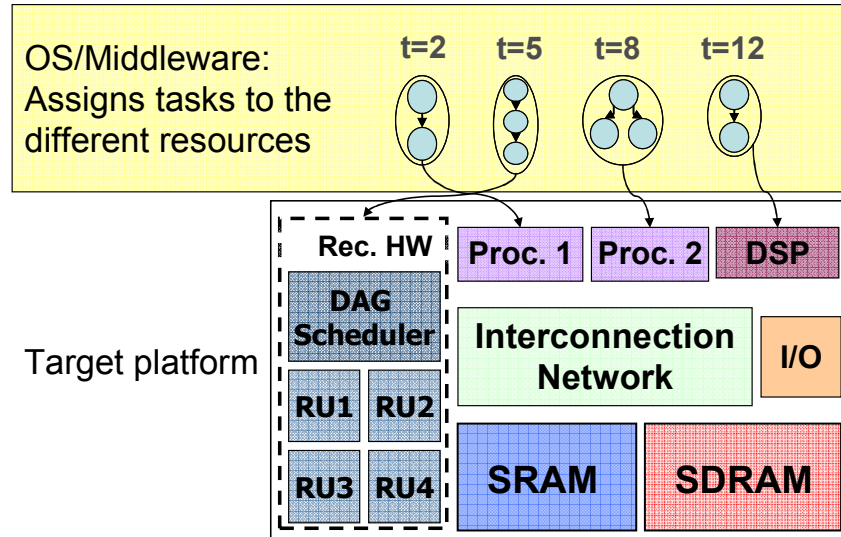 OS/Middleware:
Assigns tasks to the
different resources
t=2 t=5 t=8 t=12
Rec. HW
Proc. 1
Proc. 2
DSP
DAG
Scheduler
Target platform
Interconnection
Network
I/O
RU1 RU2
RU3 RU4
SRAM
SDRAM